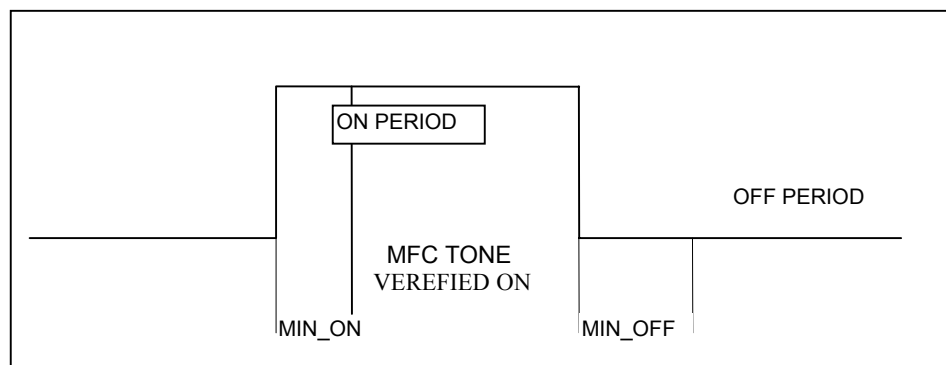 ON PERIOD
OFF PERIOD
MFC TONE
VEREFIED ON
MIN_ON
MIN_OFF